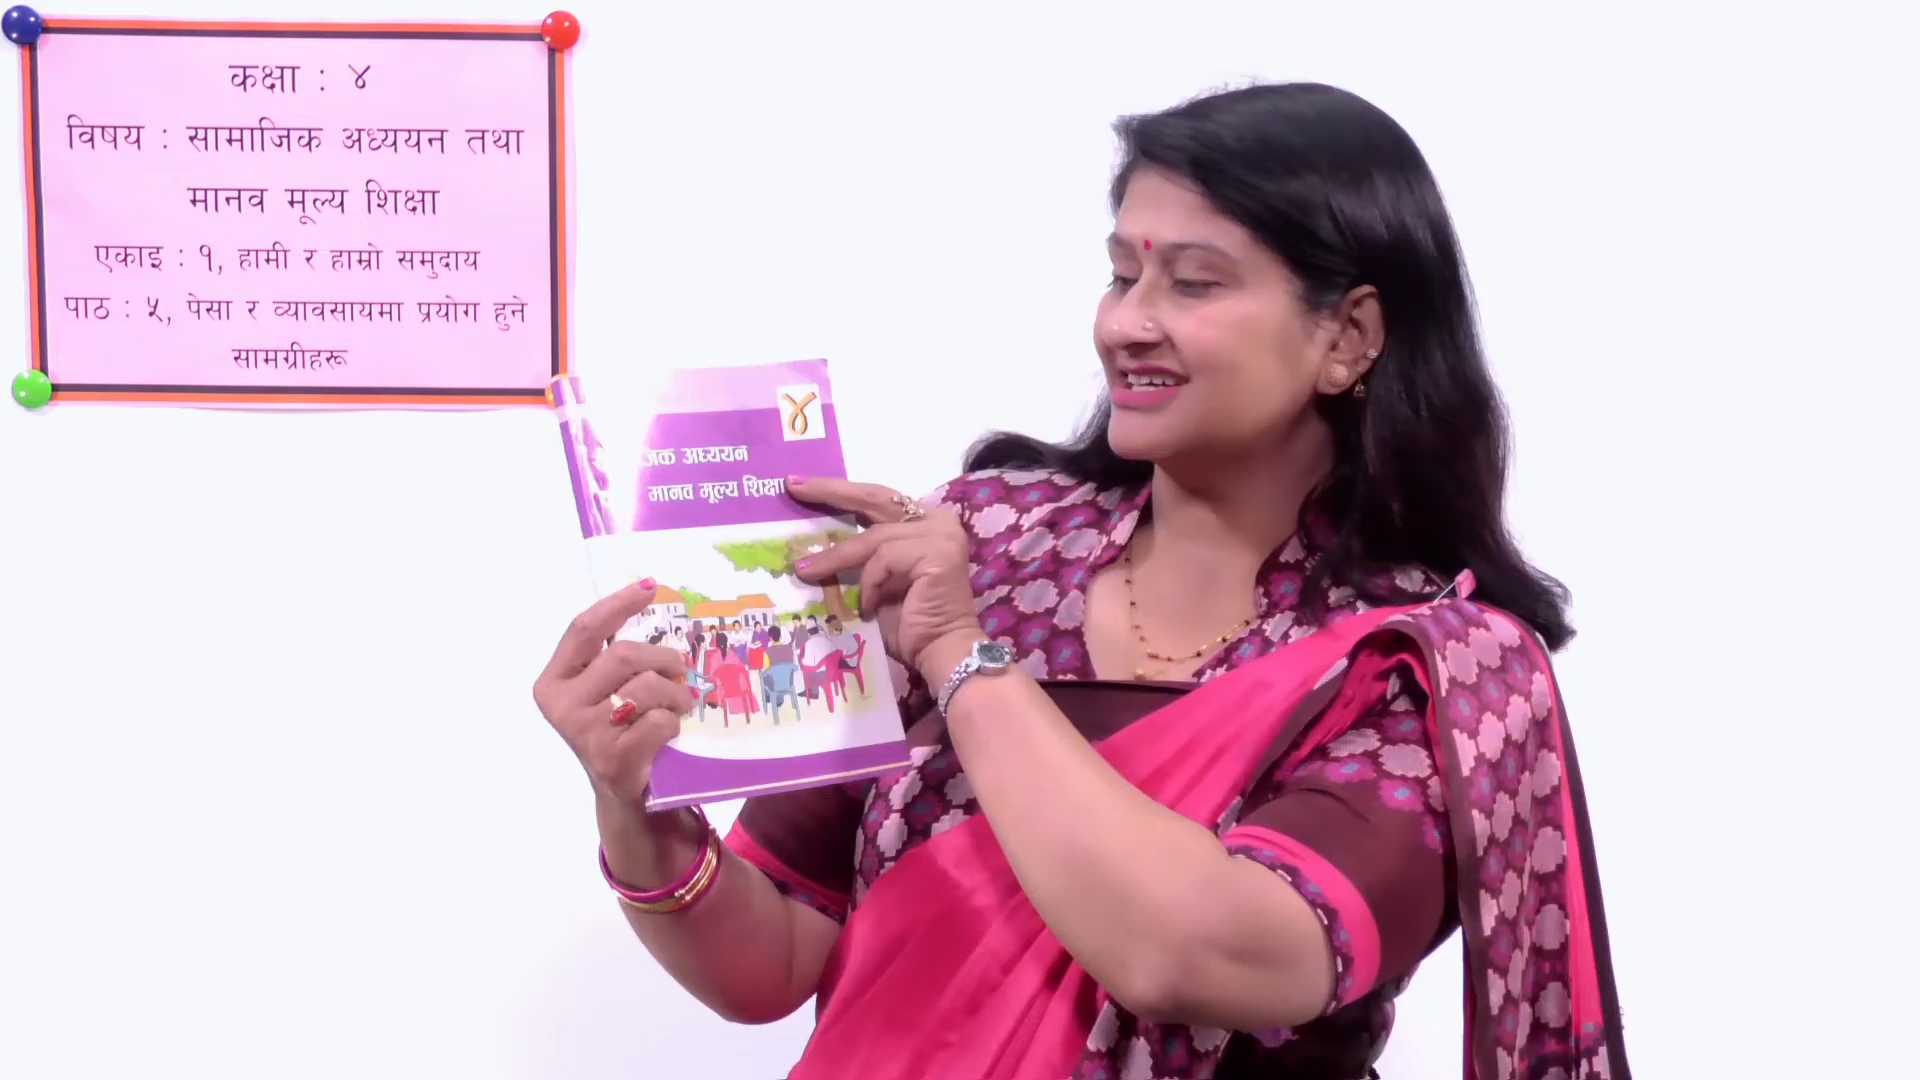 कक्षा : ४
विषय : सामाजिक अध्ययन तथा
मानव मूल्य शिक्षा
एकाइ : १, हामी र हाम्रो समुदाय
पाठ : ५, पेसा र व्यावसायमा प्रयोग हुने
सामग्रीहरू
४
अध्ययन
मानव मूल्य शिक्षा